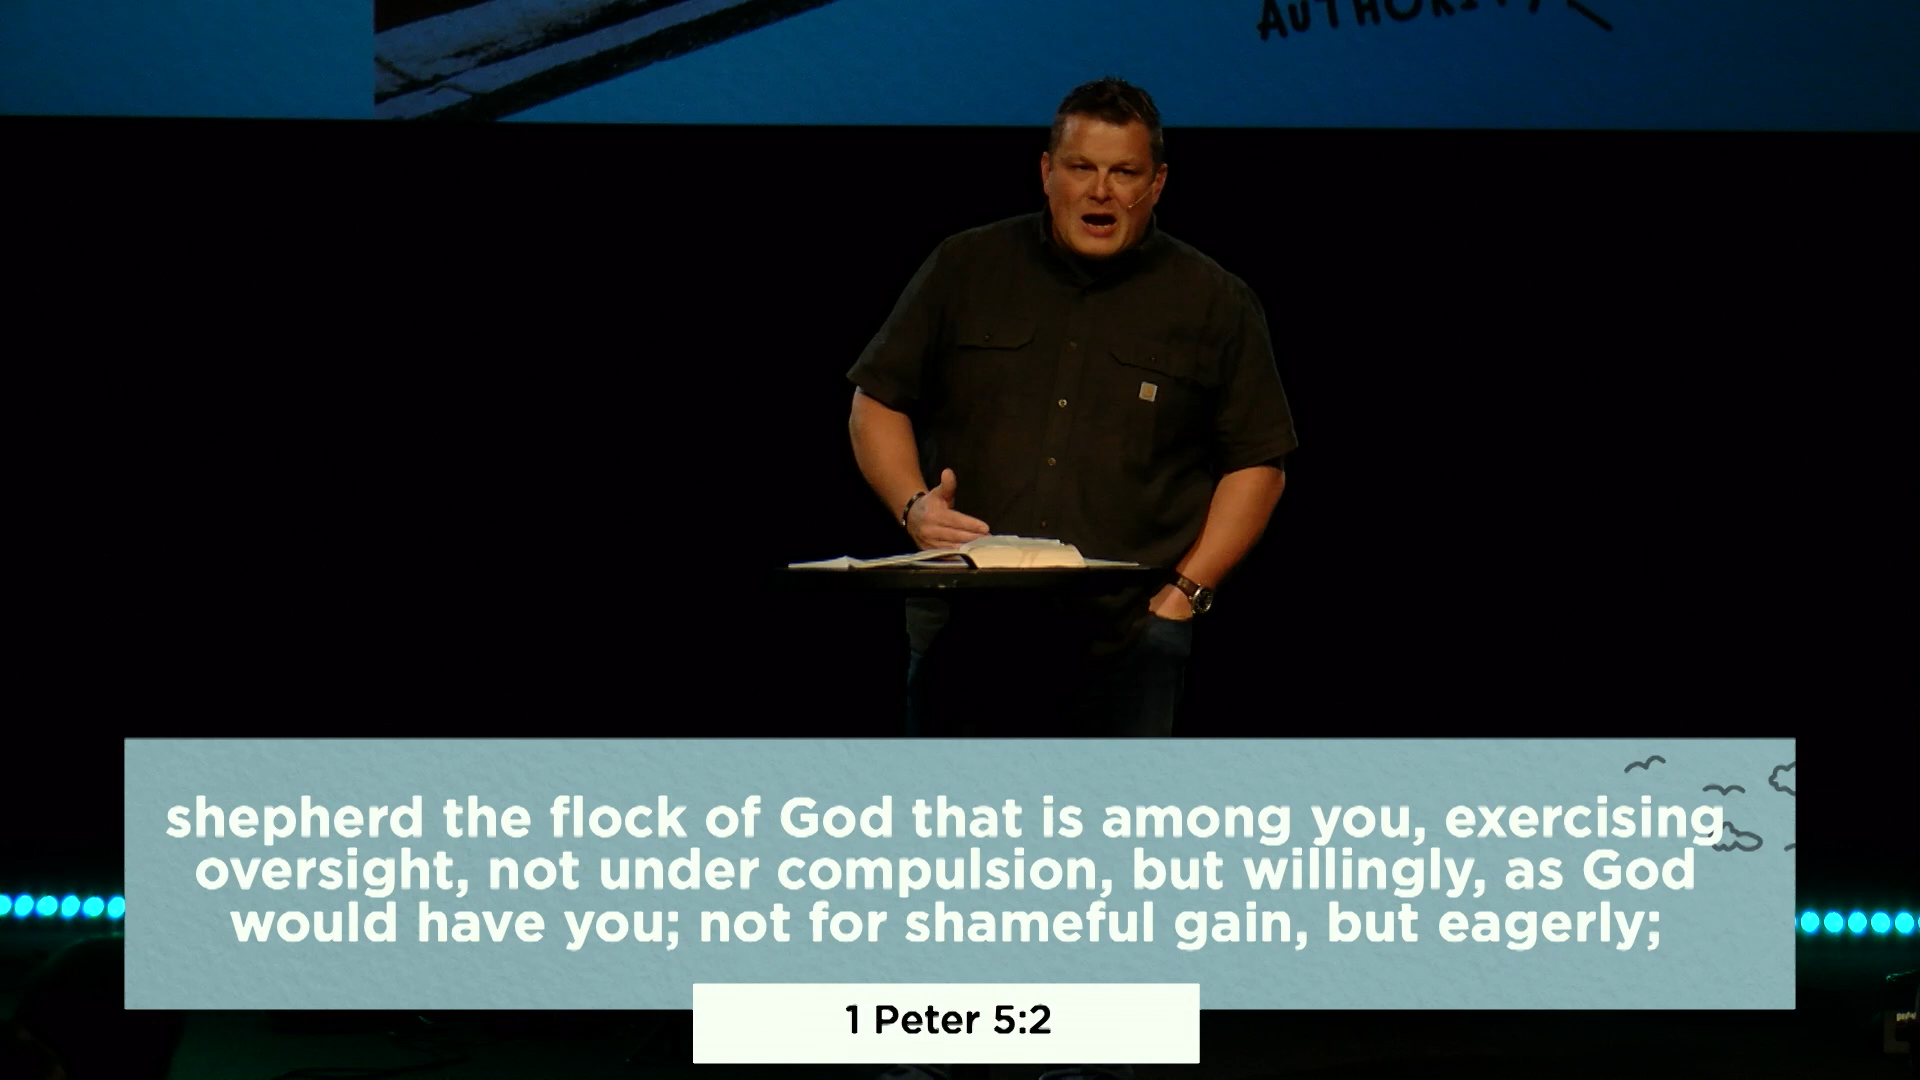 AUTHORITY
shepherd the flock of God that is among you, exercising
oversight, not under compulsion, but willingly, as God
would have you; not for shameful gain, but eagerly;
1 Peter 5:2